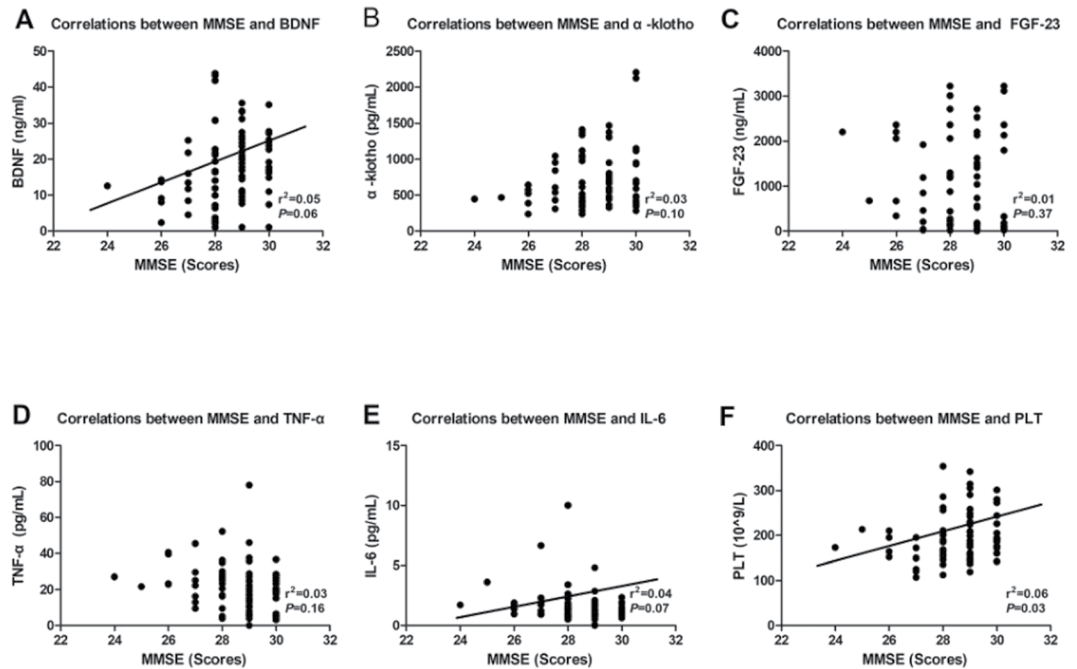 A Correlations between MMSE and BDNF
50
40
30
20
10
0
BDNF (ng/ml)
r²=0.05
P=0.06
22 24 26 28 30 32
MMSE (Scores)
B Correlations between MMSE and α -klotho
2500
2000
1500
1000
500
0
α -klotho (pg/mL)
r²=0.03
P=0.10
22 24 26 28 30 32
MMSE (Scores)
C Correlations between MMSE and FGF-23
4000
3000
2000
1000
0
FGF-23 (pg/mL)
r²=0.01
P=0.37
22 24 26 28 30 32
MMSE (Scores)
D Correlations between MMSE and TNF-α
100
80
60
40
20
0
TNF-α (pg/mL)
r²=0.03
P=0.16
22 24 26 28 30 32
MMSE (Scores)
E Correlations between MMSE and IL-6
15
10
5
0
IL-6 (pg/mL)
r²=0.04
P=0.07
22 24 26 28 30 32
MMSE (Scores)
F Correlations between MMSE and PLT
400
300
200
100
0
PLT (10^9/L)
r²=0.06
P=0.03
22 24 26 28 30 32
MMSE (Scores)